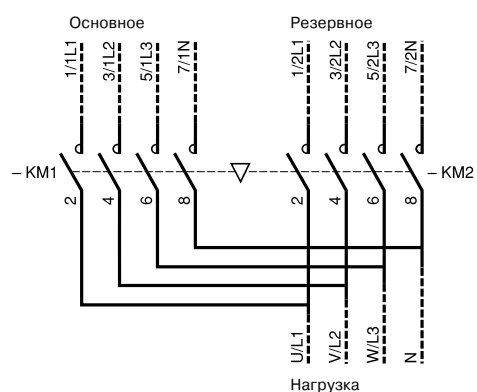 Основное
Резервное
1/1L1
3/1L2
5/1L3
7/1N
1/2L1
3/2L2
5/2L3
7/2N
– KM1
– KM2
2
4
6
8
2
4
6
8
U/L1
V/L2
W/L3
N
Нагрузка